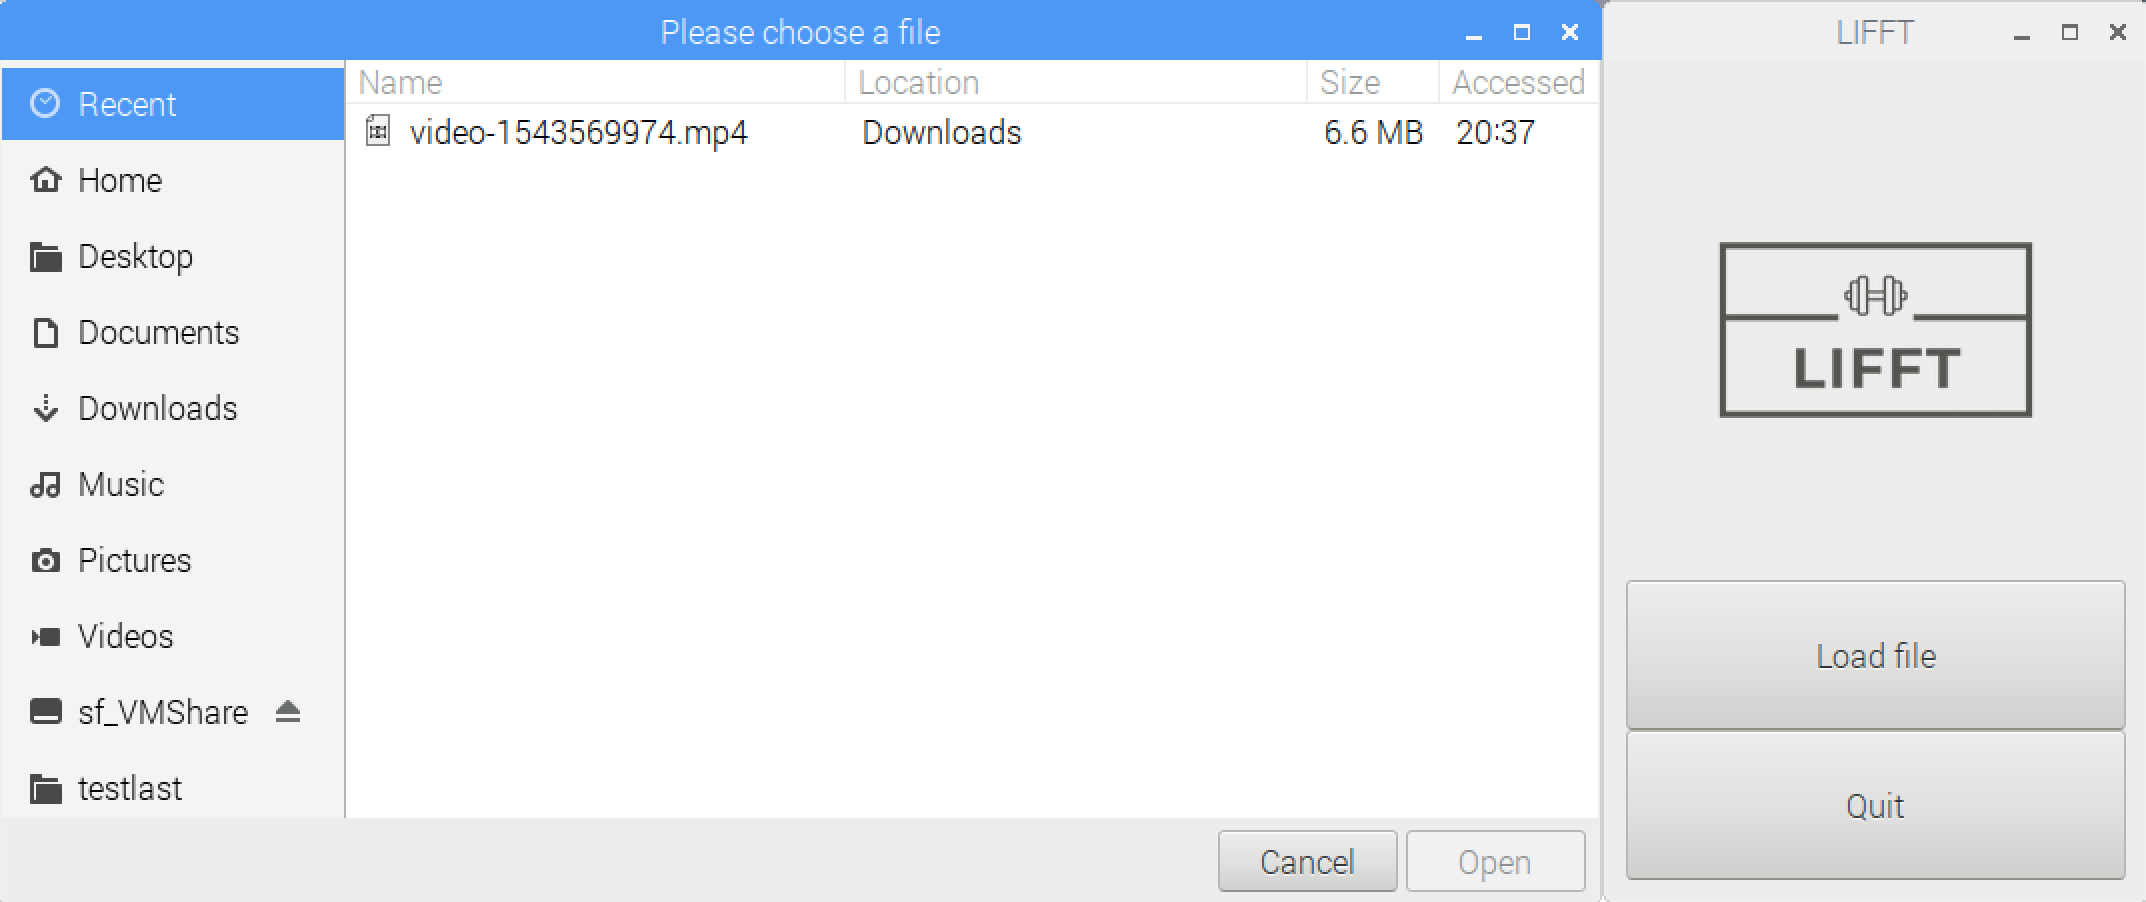 Please choose a file
Recent
Home
Desktop
Documents
Downloads
Music
Pictures
Videos
sf_VMShare
testlast
Name Location Size Accessed
video-1543569974.mp4 Downloads 6.6 MB 20:37
Cancel Open
LIFFT
LIFFT
Load file
Quit